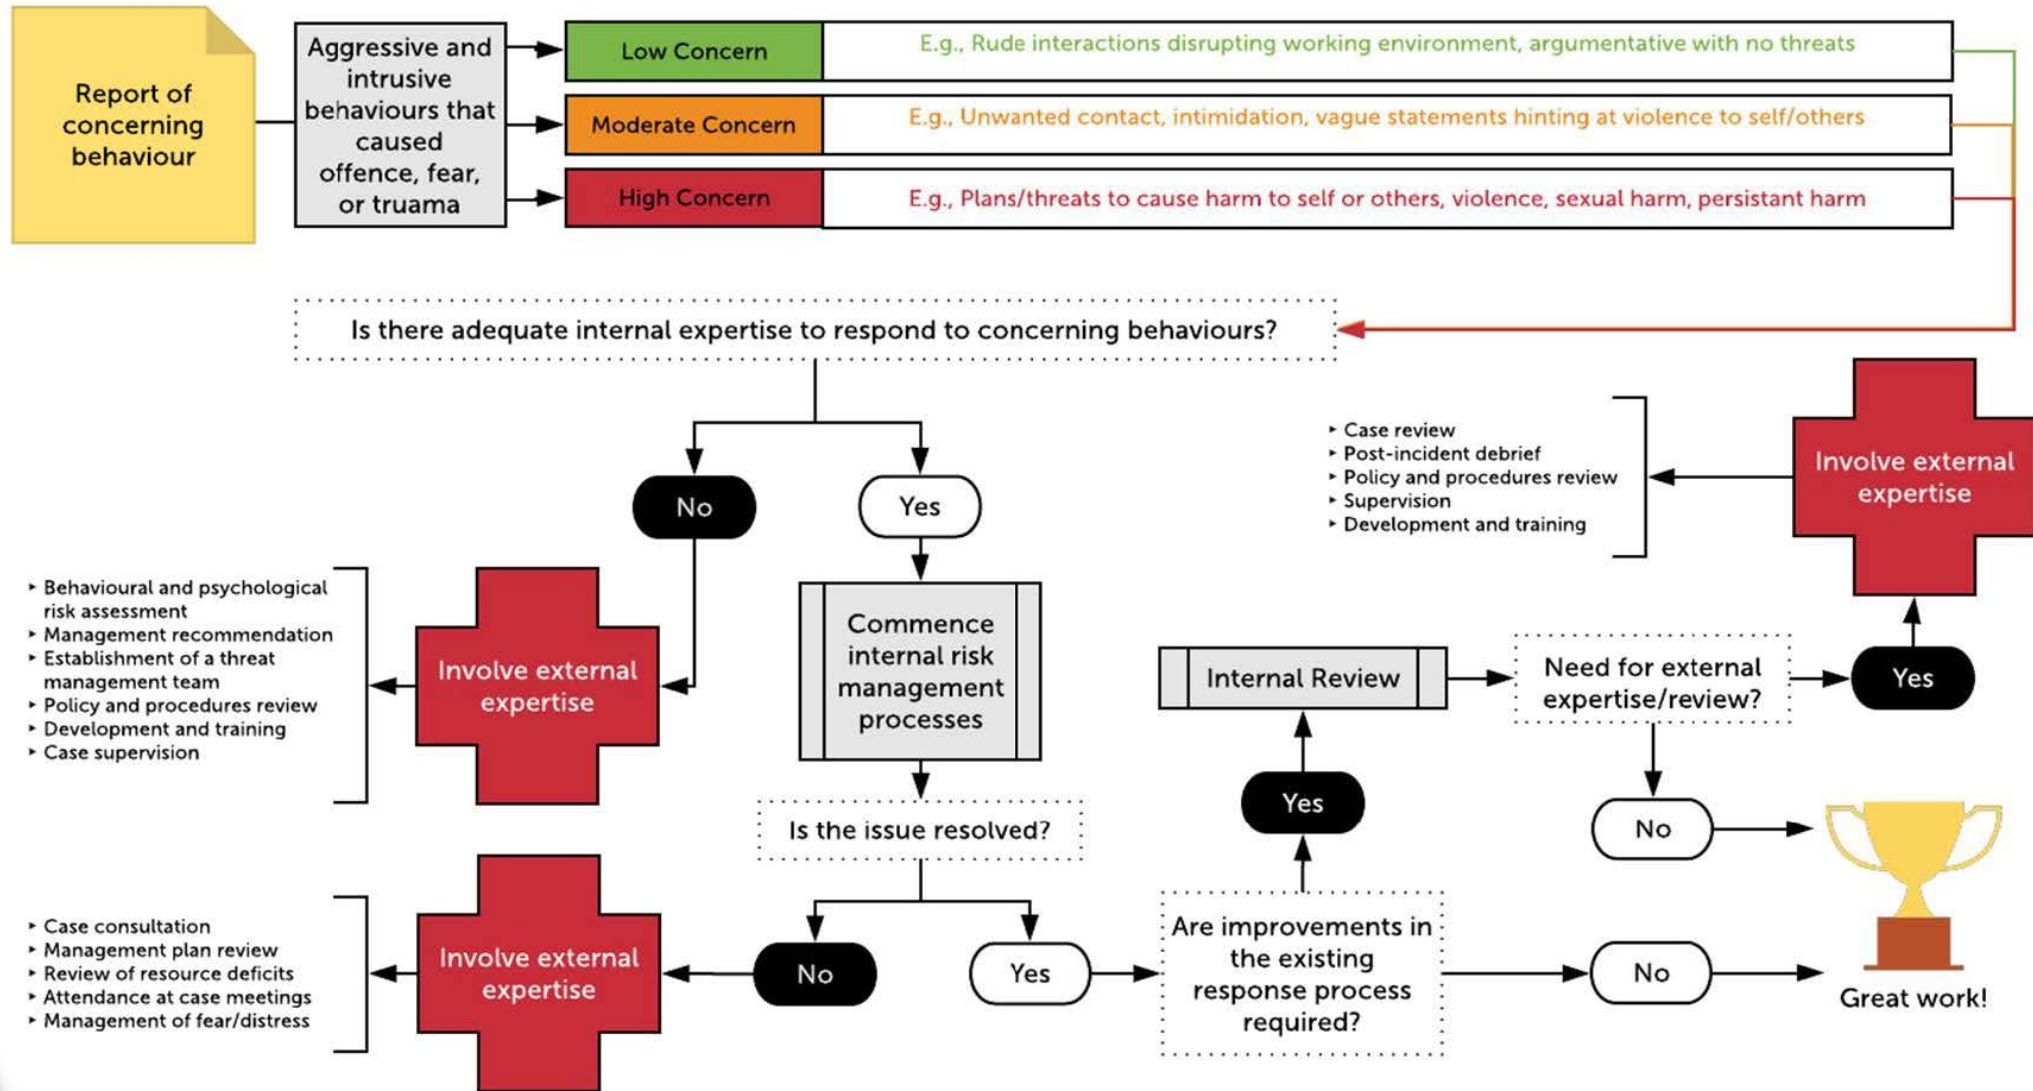 Report of
concerning
behaviour
Aggressive and
intrusive
behaviours that
caused
offence, fear,
or truama
Low Concern
E.g., Rude interactions disrupting working environment, argumentative with no threats
Moderate Concern
E.g., Unwanted contact, intimidation, vague statements hinting at violence to self/others
High Concern
E.g., Plans/threats to cause harm to self or others, violence, sexual harm, persistant harm
Is there adequate internal expertise to respond to concerning behaviours?
No
Yes
‣ Behavioural and psychological
risk assessment
‣ Management recommendation
‣ Establishment of a threat
management team
‣ Policy and procedures review
‣ Development and training
‣ Case supervision
Involve external
expertise
Commence
internal risk
management
processes
Is the issue resolved?
No
Yes
‣ Case consultation
‣ Management plan review
‣ Review of resource deficits
‣ Attendance at case meetings
‣ Management of fear/distress
Involve external
expertise
Are improvements in
the existing
response process
required?
Yes
No
Internal Review
Need for external
expertise/review?
Yes
No
‣ Case review
‣ Post-incident debrief
‣ Policy and procedures review
‣ Supervision
‣ Development and training
Involve external
expertise
Great work!